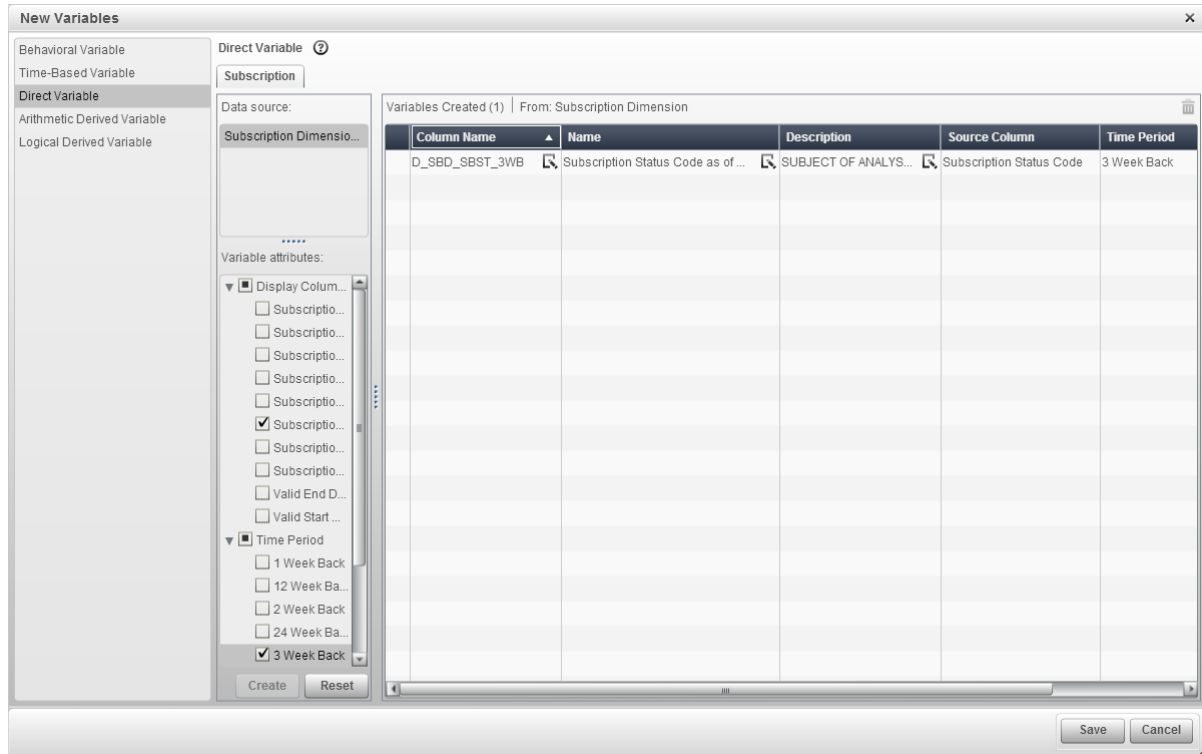 New Variables
Behavioral Variable
Time-Based Variable
Direct Variable
Arithmetic Derived Variable
Logical Derived Variable
Direct Variable
Subscription
Data source:
Subscription Dimensio...
Variable attributes:
Display Colum...
Subscriptio...
Subscriptio...
Subscriptio...
Subscriptio...
Subscriptio...
Subscriptio...
Subscriptio...
Subscriptio...
Valid End D...
Valid Start ...
Time Period
1 Week Back
12 Week Ba...
2 Week Back
24 Week Ba...
3 Week Back
Create Reset
Variables Created (1) From: Subscription Dimension
Column Name Name Description Source Column Time Period
D_SBD_SBST_3WB Subscription Status Code as of ... SUBJECT OF ANALYS... Subscription Status Code 3 Week Back
Save Cancel